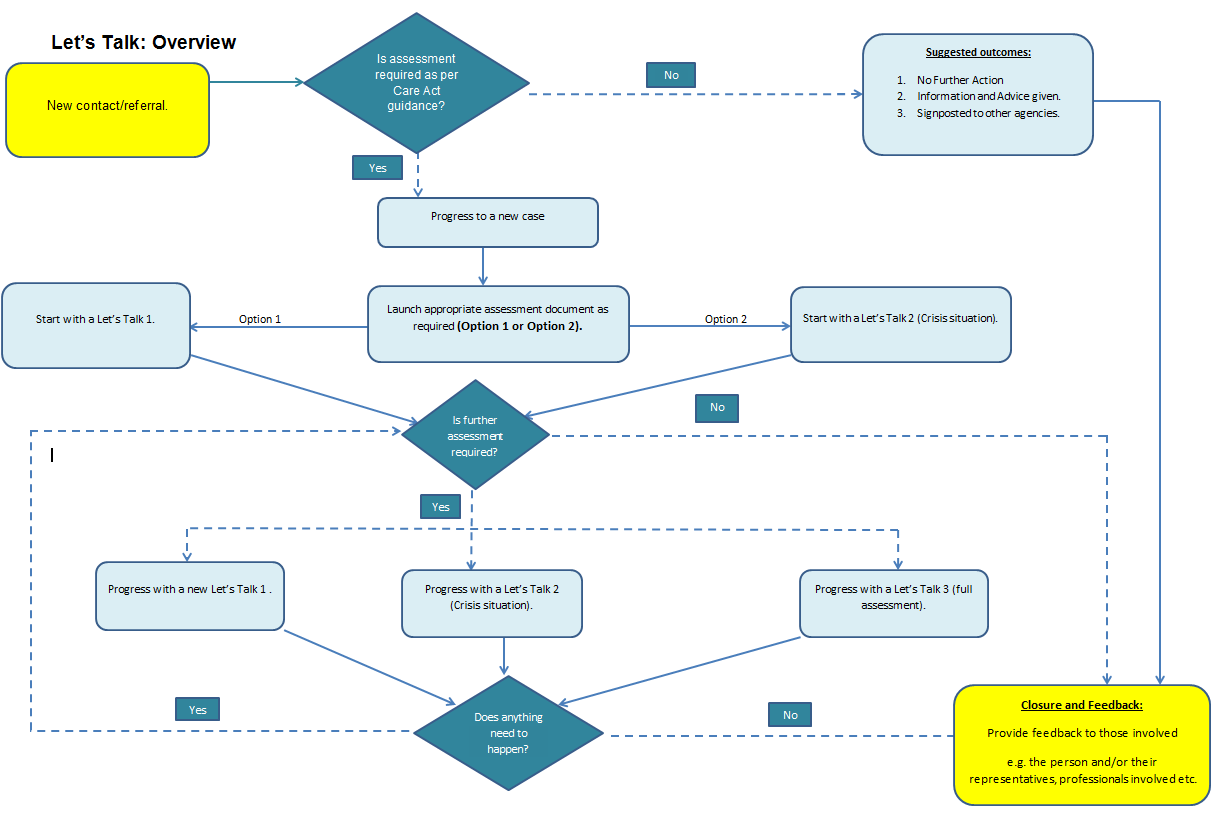 Let's Talk: Overview
New contact/referral.
Is assessment
required as per
Care Act
guidance?
No
Suggested outcomes:
1. No Further Action
2. Information and Advice given.
3. Signposted to other agencies.
Yes
Progress to a new case
Start with a Let's Talk 1.
Option 1
Launch appropriate assessment document as
required (Option 1 or Option 2).
Option 2
Start with a Let's Talk 2 (Crisis situation).
Is further
assessment
required?
No
Yes
Progress with a new Let's Talk 1 .
Progress with a Let's Talk 2
(Crisis situation).
Progress with a Let's Talk 3 (full
assessment).
Yes
Does anything
need to
happen?
No
Closure and Feedback:
Provide feedback to those involved
e.g. the person and/or their
representatives, professionals involved etc.